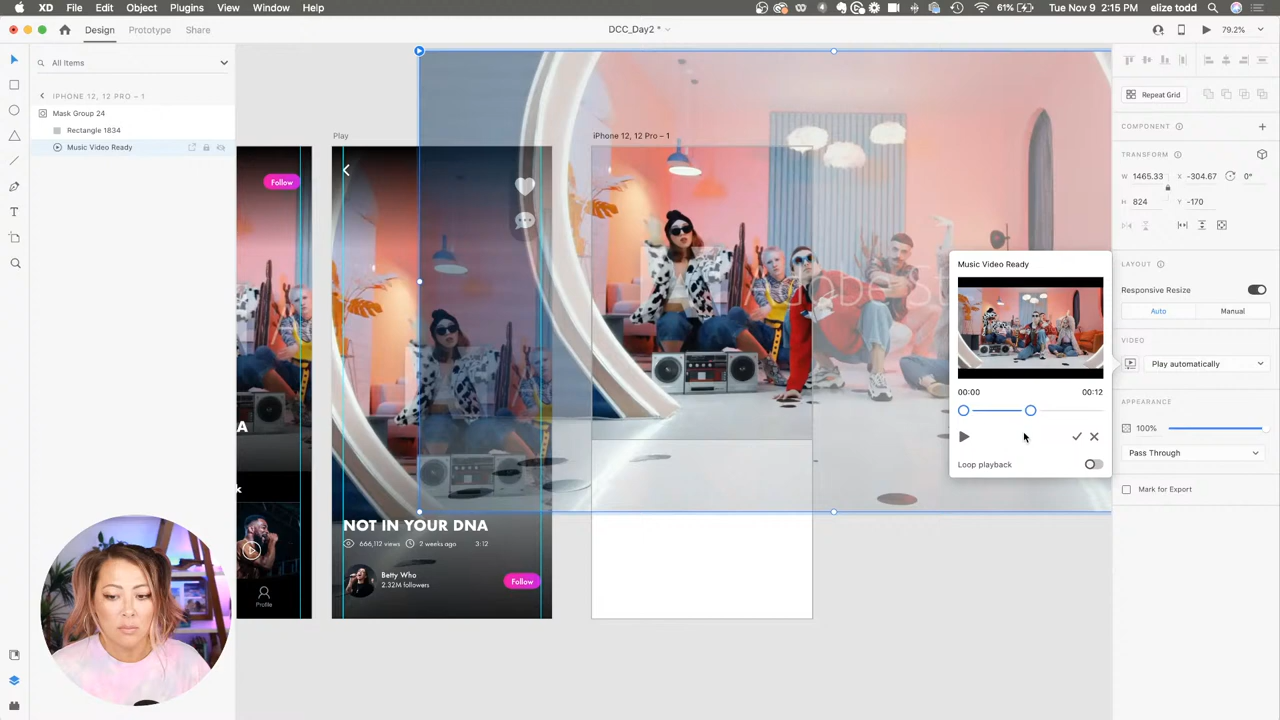 XD File Edit Object Plugins View Window Help
61% Tue Nov 9 2:15 PM elize todd
Design Prototype Share
DCC_Day2 *
79.2%
All Items
IPHONE 12, 12 PRO – 1
Mask Group 24
Rectangle 1834
Music Video Ready
Play
iPhone 12, 12 Pro – 1
Follow
Adobe St
A
k
Profile
NOT IN YOUR DNA
666,112 views 2 weeks ago 3:12
Betty Who
2.32M followers
Follow
Music Video Ready
00:00 00:12
Loop playback
Repeat Grid
COMPONENT
TRANSFORM
W 1465.33 X -304.67 0°
H 824 Y -170
LAYOUT
Responsive Resize
Auto Manual
VIDEO
Play automatically
APPEARANCE
100%
Pass Through
Mark for Export